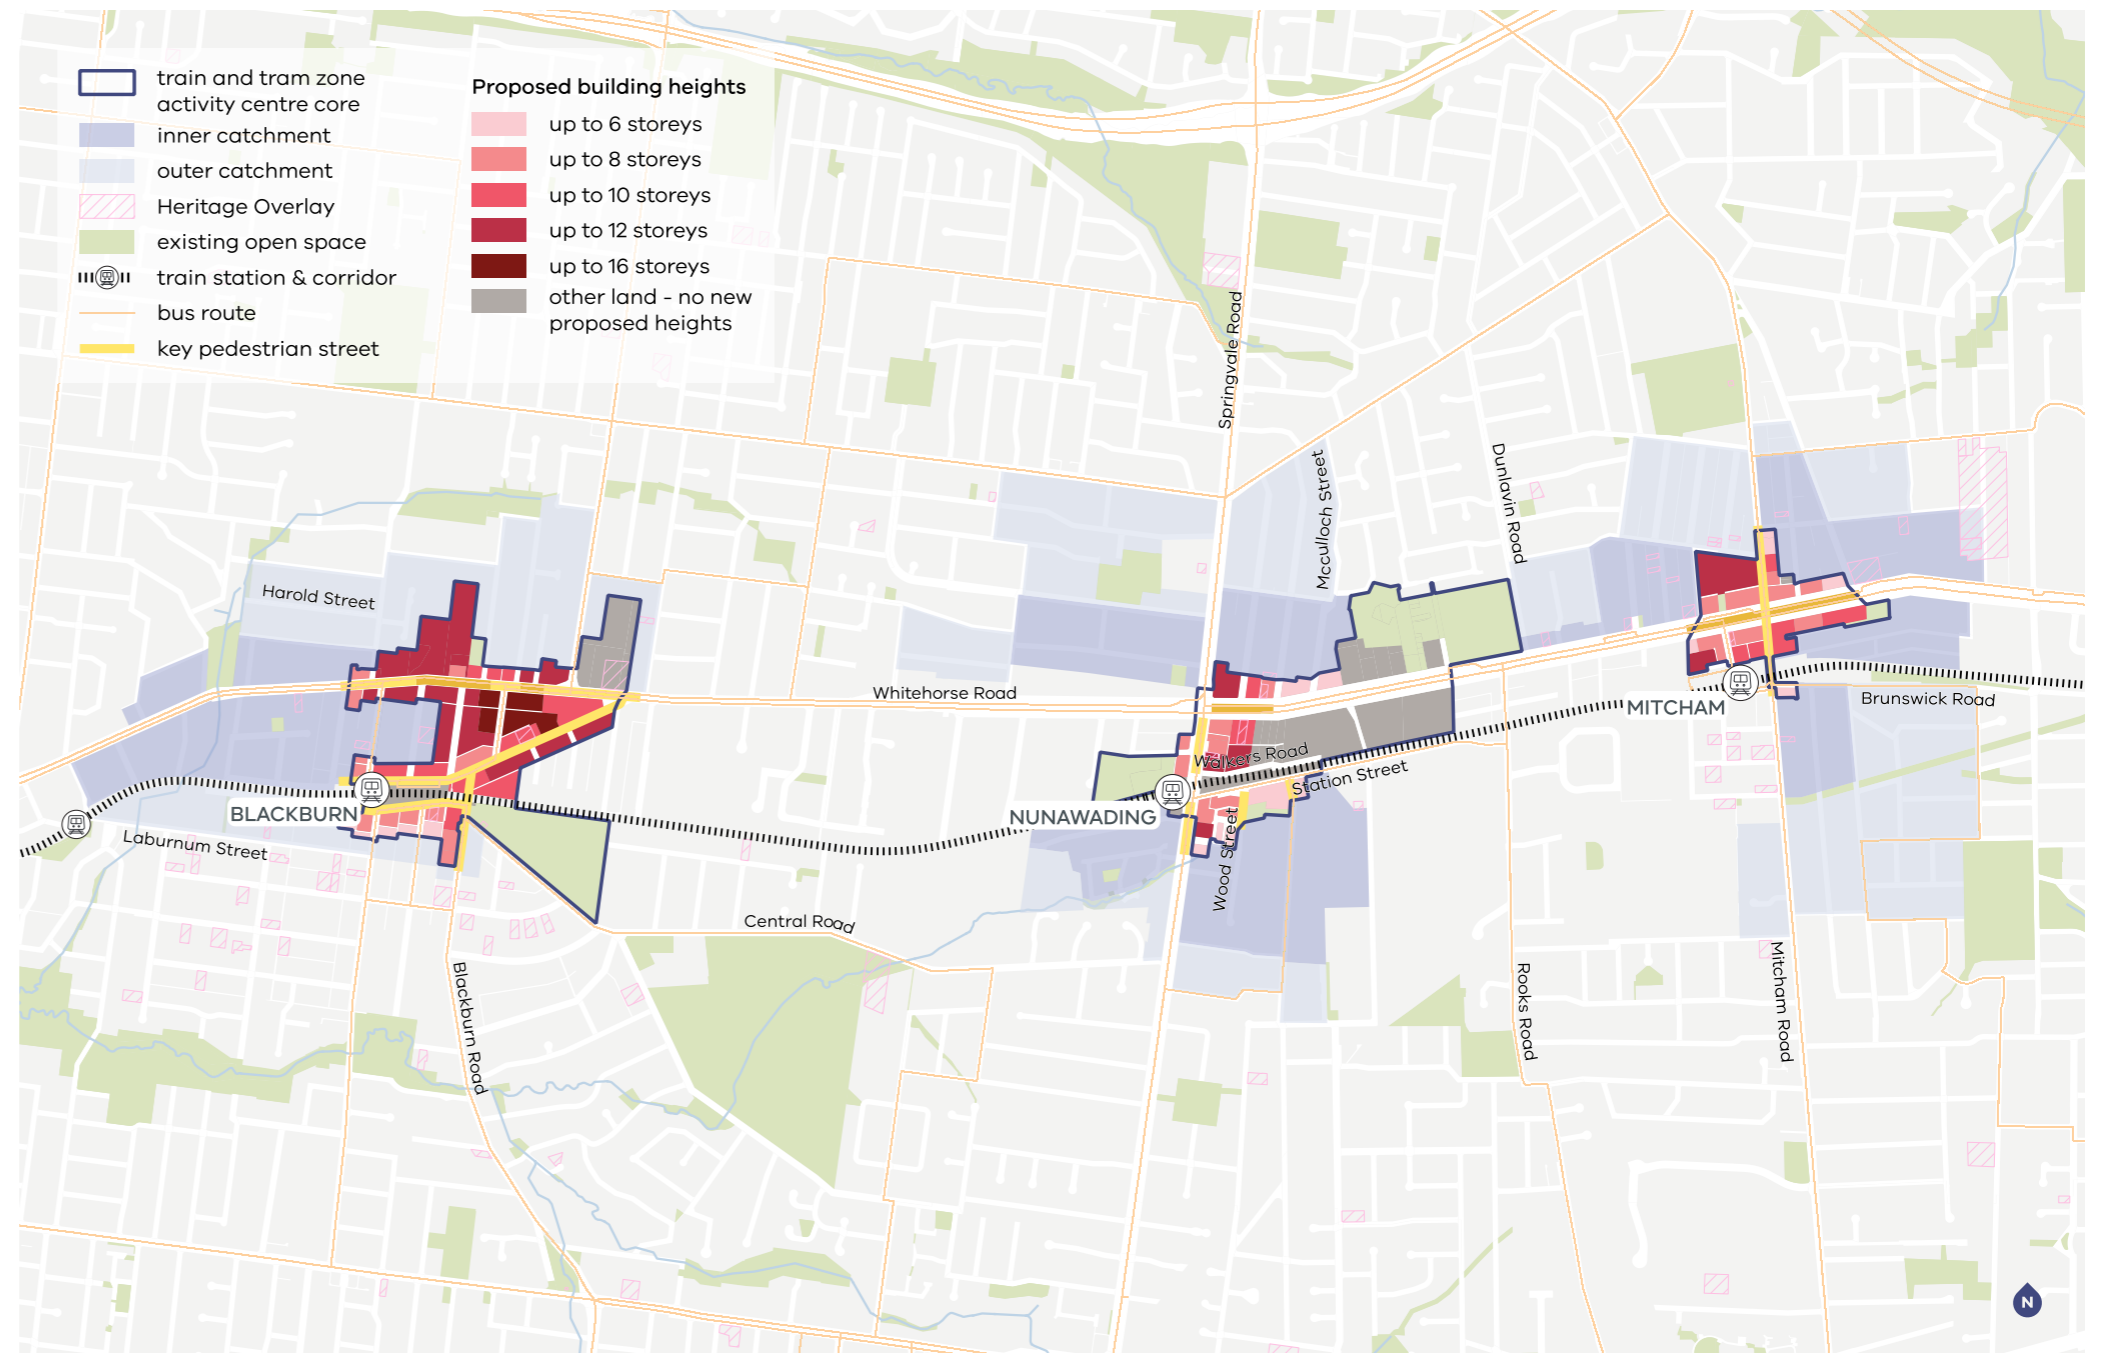 train and tram zone
activity centre core
inner catchment
outer catchment
Heritage Overlay
existing open space
train station & corridor
bus route
key pedestrian street
Proposed building heights
up to 6 storeys
up to 8 storeys
up to 10 storeys
up to 12 storeys
up to 16 storeys
other land - no new
proposed heights
Springvale Road
Mcculloch Street
Dunlavin Road
Harold Street
Whitehorse Road
MITCHAM
Brunswick Road
Walkers Road
Station Street
BLACKBURN
NUNAWADING
Laburnum Street
Wood Street
Central Road
Blackburn Road
Rooks Road
Mitcham Road
N